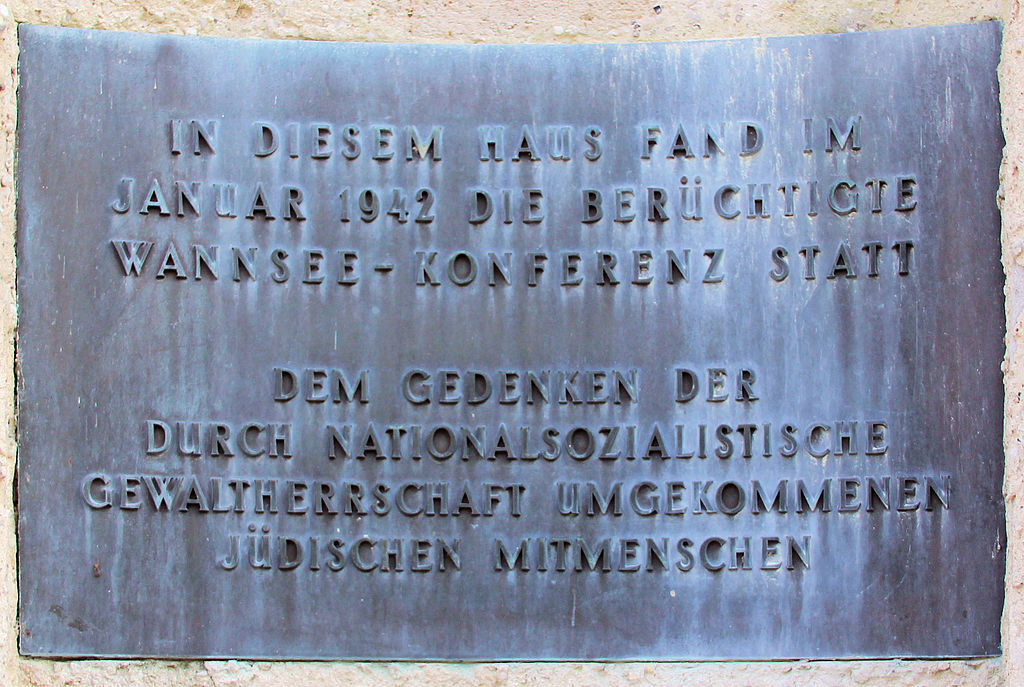 IN DIESEM HAUS FAND IM
JANUAR 1942 DIE BERÜCHTIGTE
WANNSEE-KONFERENZ STATT
DEM GEDENKEN DER
DURCH NATIONALSOZIALISTISCHE
GEWALTHERRSCHAFT UMGEKOMMENEN
JÜDISCHEN MITMENSCHEN